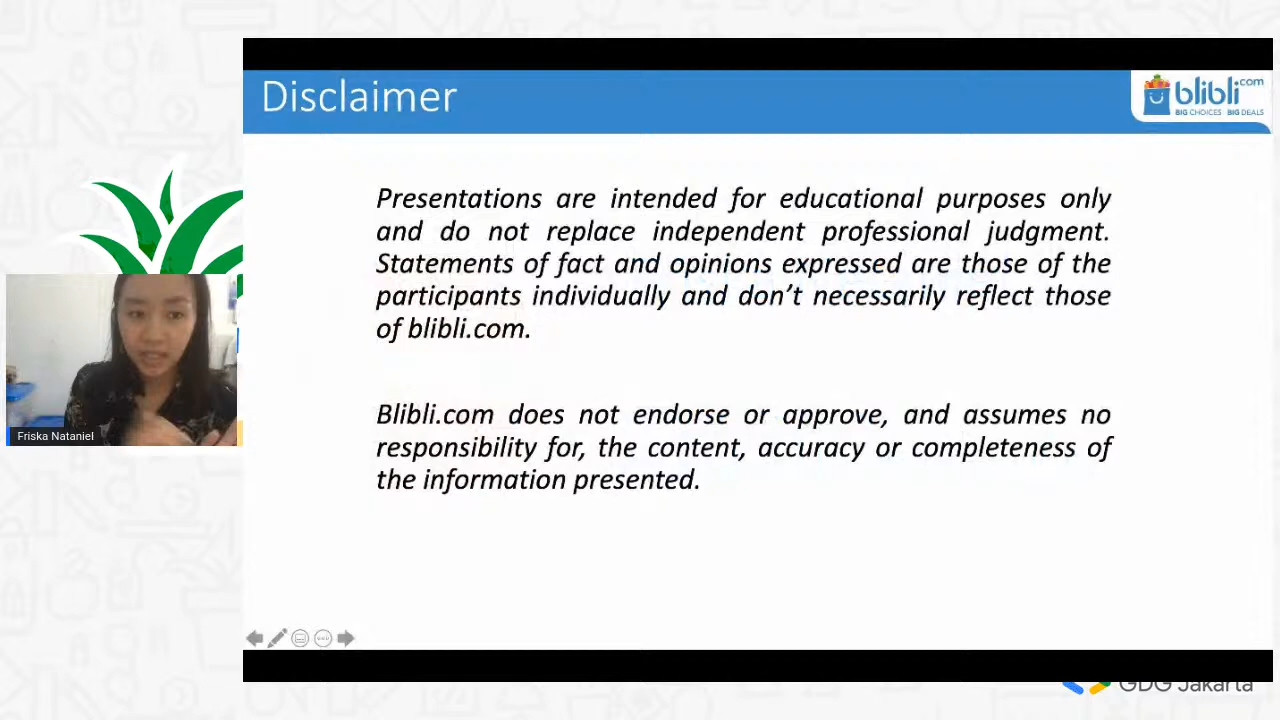 Disclaimer
blibli.com
BIG CHOICES BIG DEALS
Presentations are intended for educational purposes only
and do not replace independent professional judgment.
Statements of fact and opinions expressed are those of the
participants individually and don’t necessarily reflect those
of blibli.com.
Blibli.com does not endorse or approve, and assumes no
responsibility for, the content, accuracy or completeness of
the information presented.
Friska Nataniel
GDG Jakarta